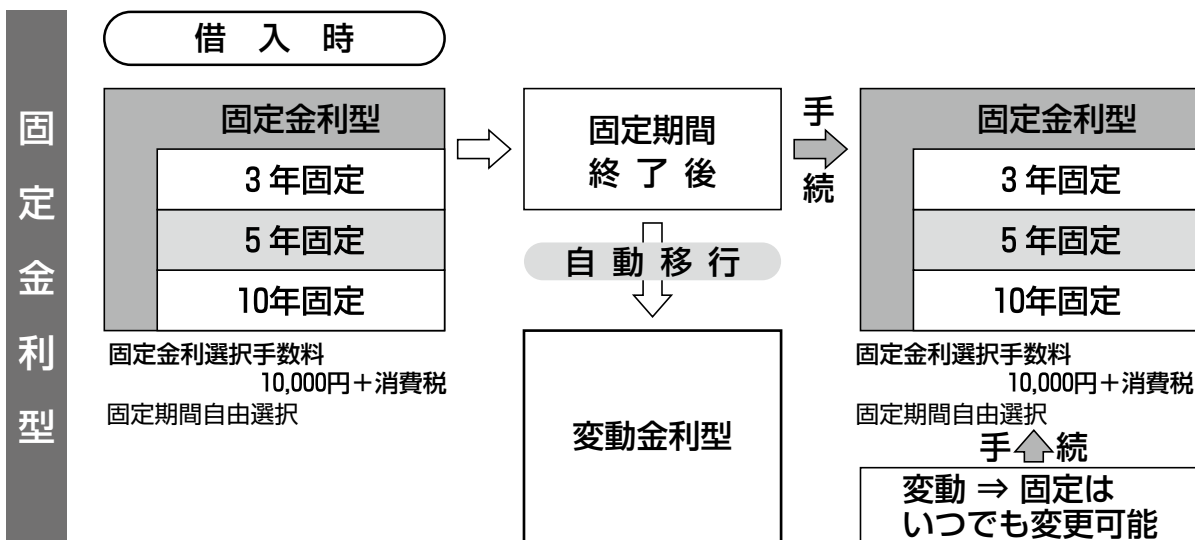 固定金利型
借入時
固定金利型
3年固定
5年固定
10年固定
固定金利選択手数料
10,000円＋消費税
固定期間自由選択
固定期間
終了後
自動移行
変動金利型
手
続
固定金利型
3年固定
5年固定
10年固定
固定金利選択手数料
10,000円＋消費税
固定期間自由選択
手続
変動 ⇒ 固定は
いつでも変更可能